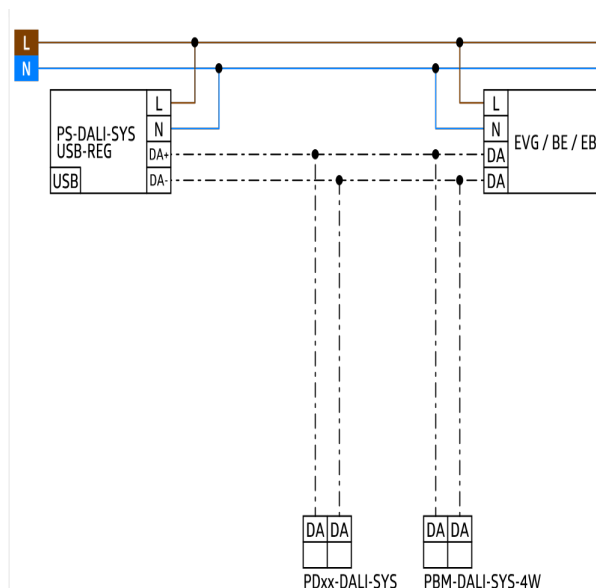 L
N
PS-DALI-SYS
USB-REG
USB
L
N
DA+
DA-
L
N
DA
DA
EVG / BE / EB
DA DA
PDxx-DALI-SYS
DA DA
PBM-DALI-SYS-4W